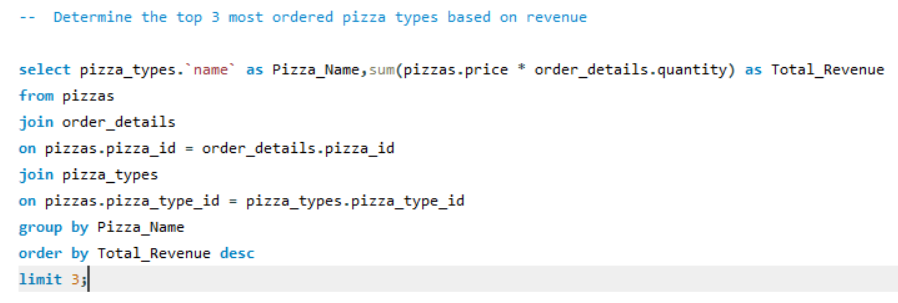 -- Determine the top 3 most ordered pizza types based on revenue
select pizza_types.`name` as Pizza_Name,sum(pizzas.price * order_details.quantity) as Total_Revenue
from pizzas
join order_details
on pizzas.pizza_id = order_details.pizza_id
join pizza_types
on pizzas.pizza_type_id = pizza_types.pizza_type_id
group by Pizza_Name
order by Total_Revenue desc
limit 3;